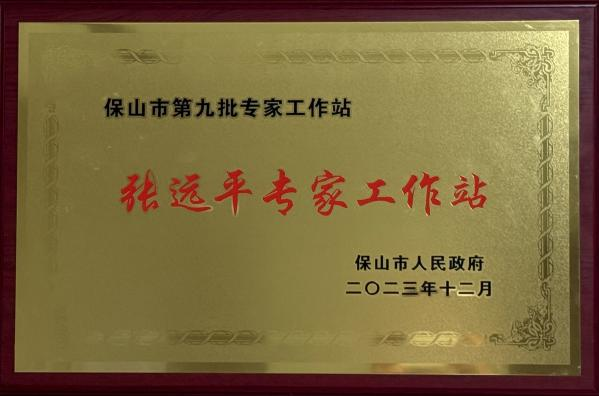 保山市第九批专家工作站
张远平专家工作站
保山市人民政府
二〇二三年十二月